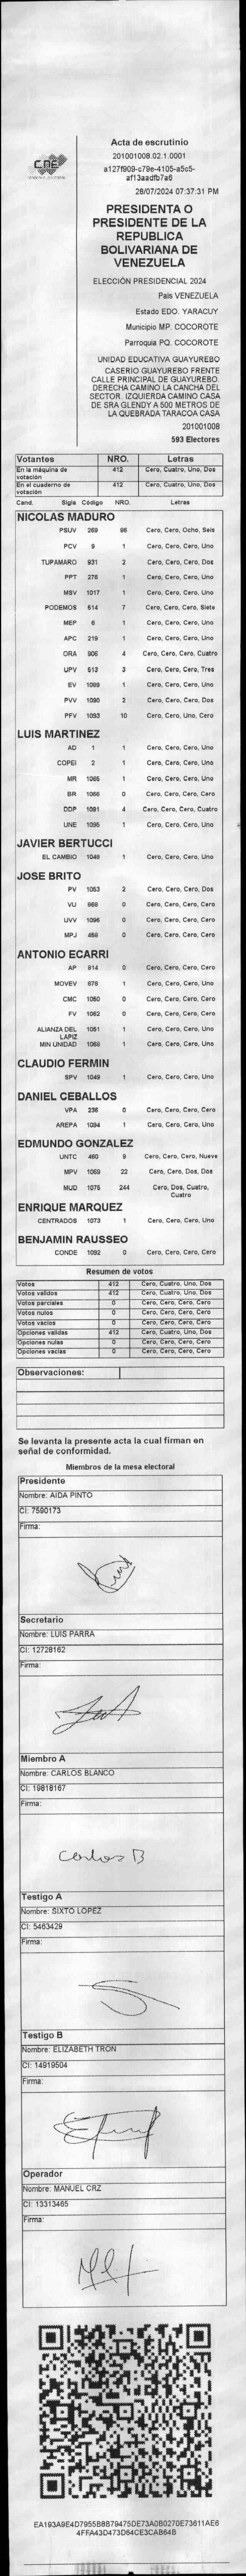 CNE
Acta de escrutinio
201001008.02.1.0001
a127f909-c79e-4105-a5c5-
af13aadfb7a6
28/07/2024 07:37:31 PM
PRESIDENTA O
PRESIDENTE DE LA
REPUBLICA
BOLIVARIANA DE
VENEZUELA
ELECCIÓN PRESIDENCIAL 2024
Pais VENEZUELA
Estado EDO. YARACUY
Municipio MP. COCOROTE
Parroquia PQ. COCOROTE
UNIDAD EDUCATIVA GUAYUREBO
CASERIO GUAYUREBO FRENTE
CALLE PRINCIPAL DE GUAYUREBO.
DERECHA CAMINO LA CANCHA DEL
SECTOR. IZQUIERDA CAMINO CASA
DE SRA GLENDY A 500 METROS DE
LA QUEBRADA TARACOA CASA
201001008
593 Electores
Votantes NRO. Letras
En la máquina de votación 412 Cero, Cuatro, Uno, Dos
En el cuaderno de votación 412 Cero, Cuatro, Uno, Dos
Cand. Sigla Código NRO. Letras
NICOLAS MADURO
PSUV 269 86 Cero, Cero, Ocho, Seis
PCV 9 1 Cero, Cero, Cero, Uno
TUPAMARO 931 2 Cero, Cero, Cero, Dos
PPT 276 1 Cero, Cero, Cero, Uno
MSV 1017 1 Cero, Cero, Cero, Uno
PODEMOS 514 7 Cero, Cero, Cero, Siete
MEP 6 1 Cero, Cero, Cero, Uno
APC 219 1 Cero, Cero, Cero, Uno
ORA 906 4 Cero, Cero, Cero, Cuatro
UPV 513 3 Cero, Cero, Cero, Tres
EV 1089 1 Cero, Cero, Cero, Uno
PVV 1090 2 Cero, Cero, Cero, Dos
PFV 1093 10 Cero, Cero, Uno, Cero
LUIS MARTINEZ
AD 1 1 Cero, Cero, Cero, Uno
COPEI 2 1 Cero, Cero, Cero, Uno
MR 1065 1 Cero, Cero, Cero, Uno
BR 1066 0 Cero, Cero, Cero, Cero
DDP 1091 4 Cero, Cero, Cero, Cuatro
UNE 1095 1 Cero, Cero, Cero, Uno
JAVIER BERTUCCI
EL CAMBIO 1048 1 Cero, Cero, Cero, Uno
JOSE BRITO
PV 1053 2 Cero, Cero, Cero, Dos
VU 868 0 Cero, Cero, Cero, Cero
UVV 1096 0 Cero, Cero, Cero, Cero
MPJ 459 0 Cero, Cero, Cero, Cero
ANTONIO ECARRI
AP 814 0 Cero, Cero, Cero, Cero
MOVEV 878 1 Cero, Cero, Cero, Uno
CMC 1050 0 Cero, Cero, Cero, Cero
FV 1062 0 Cero, Cero, Cero, Cero
ALIANZA DEL LAPIZ 1051 1 Cero, Cero, Cero, Uno
MIN UNIDAD 1069 1 Cero, Cero, Cero, Uno
CLAUDIO FERMIN
SPV 1049 1 Cero, Cero, Cero, Uno
DANIEL CEBALLOS
VPA 236 0 Cero, Cero, Cero, Cero
AREPA 1094 1 Cero, Cero, Cero, Uno
EDMUNDO GONZALEZ
UNTC 460 9 Cero, Cero, Cero, Nueve
MPV 1059 22 Cero, Cero, Dos, Dos
MUD 1075 244 Cero, Dos, Cuatro,
Cuatro
ENRIQUE MARQUEZ
CENTRADOS 1073 1 Cero, Cero, Cero, Uno
BENJAMIN RAUSSEO
CONDE 1092 0 Cero, Cero, Cero, Cero
Resumen de votos
Votos 412 Cero, Cuatro, Uno, Dos
Votos validos 412 Cero, Cuatro, Uno, Dos
Votos parciales 0 Cero, Cero, Cero, Cero
Votos nulos 0 Cero, Cero, Cero, Cero
Votos vacios 0 Cero, Cero, Cero, Cero
Opciones validas 412 Cero, Cuatro, Uno, Dos
Opciones nulas 0 Cero, Cero, Cero, Cero
Opciones vacias 0 Cero, Cero, Cero, Cero
Observaciones:
Se levanta la presente acta la cual firman en
señal de conformidad.
Miembros de la mesa electoral
Presidente
Nombre: AIDA PINTO
CI: 7590173
Firma:
Secretario
Nombre: LUIS PARRA
CI: 12728162
Firma:
Miembro A
Nombre: CARLOS BLANCO
CI: 19818167
Firma:
Carlos B
Testigo A
Nombre: SIXTO LOPEZ
CI: 5463429
Firma:
Testigo B
Nombre: ELIZABETH TRON
CI: 14919504
Firma:
Operador
Nombre: MANUEL CRZ
CI: 13313465
Firma:
EA193A9E4D7955B8B79475DE73A0B0270E73611AE6
4FFA43D473D64CE3CAB64B